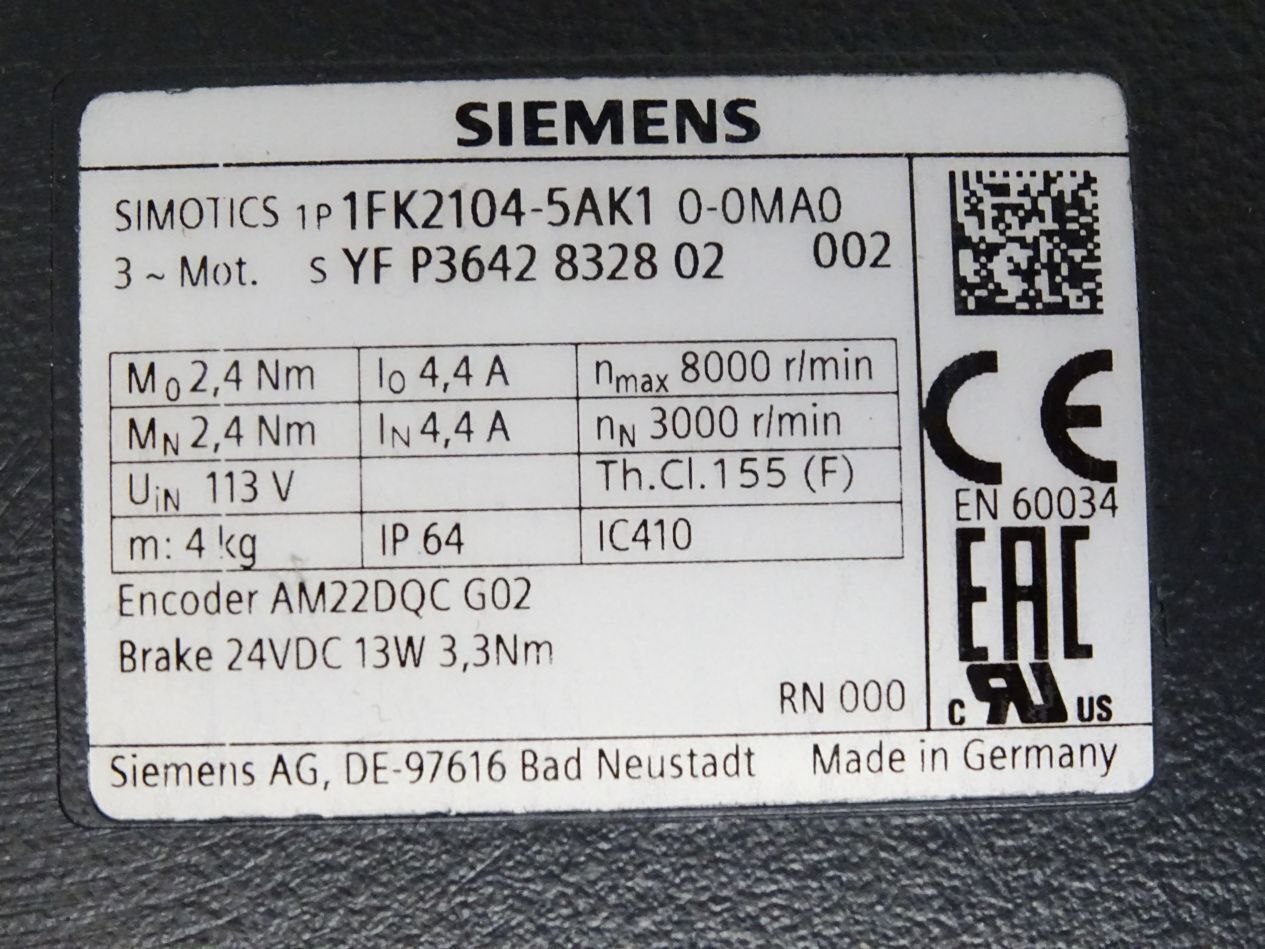 SIEMENS
SIMOTICS 1P 1FK2104-5AK1 0-0MA0
3 ~ Mot. S YF P3642 8328 02 002
M0 2,4 Nm I0 4,4 A nmax 8000 r/min
MN 2,4 Nm IN 4,4 A nN 3000 r/min
UiN 113 V Th.Cl.155 (F)
m: 4 kg IP 64 IC410
Encoder AM22DQC G02
Brake 24VDC 13W 3,3Nm
RN 000
CE
EN 60034
EAC
c RU US
Siemens AG, DE-97616 Bad Neustadt Made in Germany